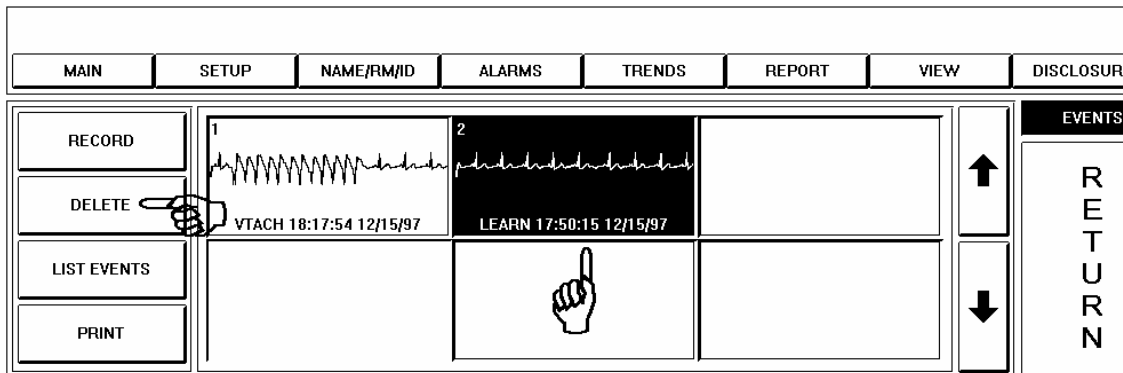 MAIN SETUP NAME/RM/ID ALARMS TRENDS REPORT VIEW DISCLOSUR
RECORD
DELETE
LIST EVENTS
PRINT
1
VTACH 18:17:54 12/15/97
2
LEARN 17:50:15 12/15/97
EVENTS
RETURN